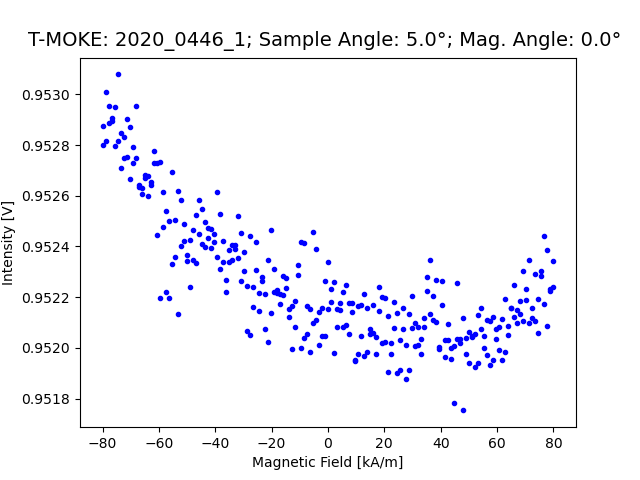 T-MOKE: 2020_0446_1; Sample Angle: 5.0°; Mag. Angle: 0.0°
0.9530
0.9528
0.9526
0.9524
0.9522
0.9520
0.9518
Intensity [V]
−80 −60 −40 −20 0 20 40 60 80
Magnetic Field [kA/m]